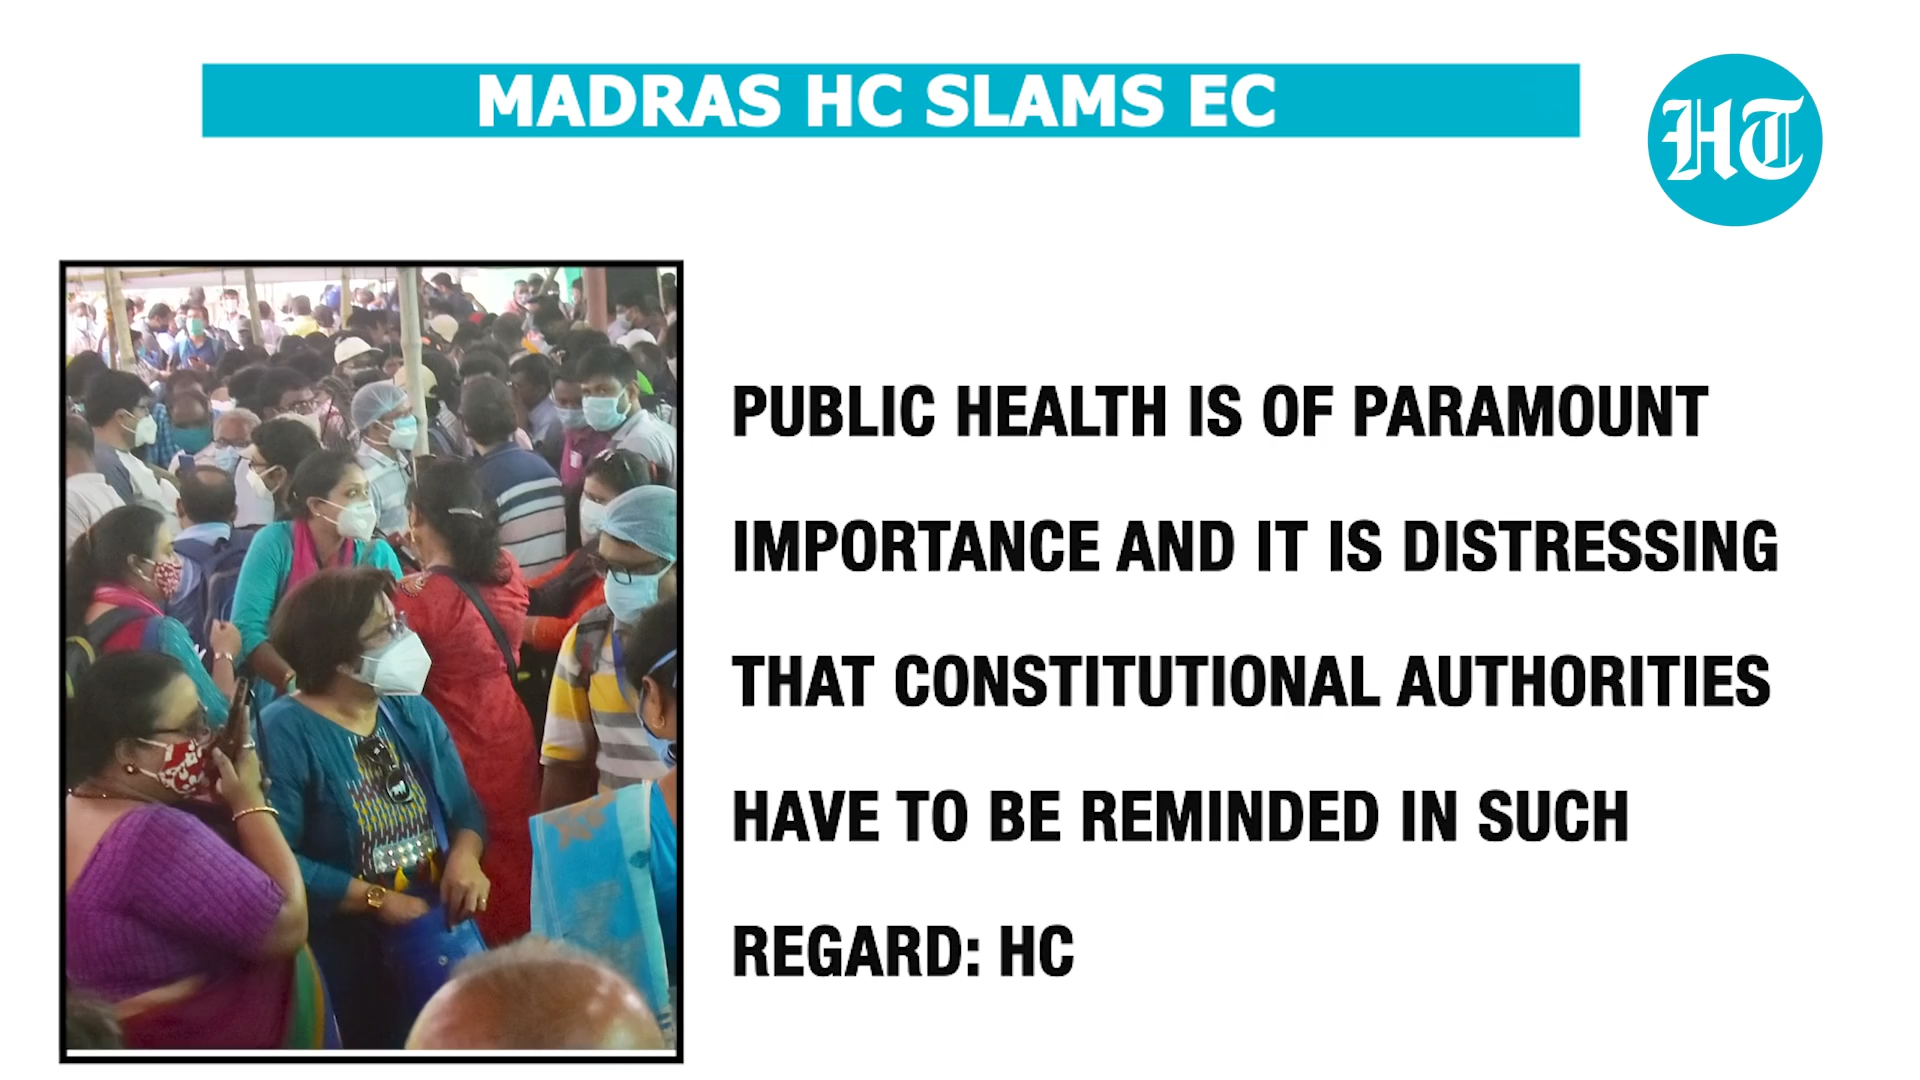 MADRAS HC SLAMS EC
HT
PUBLIC HEALTH IS OF PARAMOUNT
IMPORTANCE AND IT IS DISTRESSING
THAT CONSTITUTIONAL AUTHORITIES
HAVE TO BE REMINDED IN SUCH
REGARD: HC